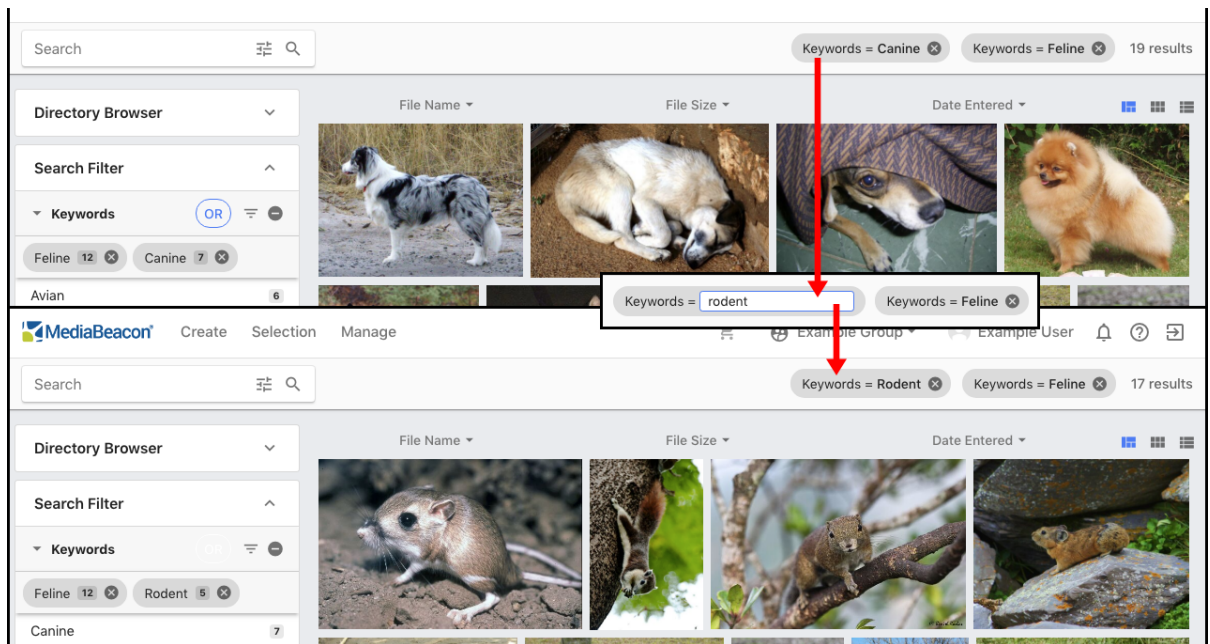 Search
Keywords = Canine
Keywords = Feline
19 results
Directory Browser
File Name
File Size
Date Entered
Search Filter
Keywords OR
Feline 12 Canine 7
Avian 6
Keywords = rodent
Keywords = Feline
MediaBeacon® Create Selection Manage
Example Group Example User
Search
Keywords = Rodent
Keywords = Feline
17 results
Directory Browser
File Name
File Size
Date Entered
Search Filter
Keywords OR
Feline 12 Rodent 5
Canine 7